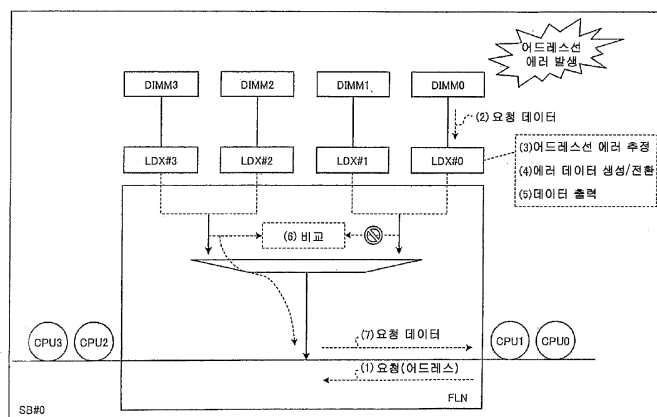 어드레스선
에러 발생
DIMM3
DIMM2
DIMM1
DIMM0
(2)요청 데이터
LDX#3
LDX#2
LDX#1
LDX#0
(3)어드레스선 에러 추정
(4)에러 데이터 생성/전환
(5)데이터 출력
(6) 비교
CPU3
CPU2
(7)요청 데이터
CPU1
CPU0
(1)요청(어드레스)
FLN
SB#0